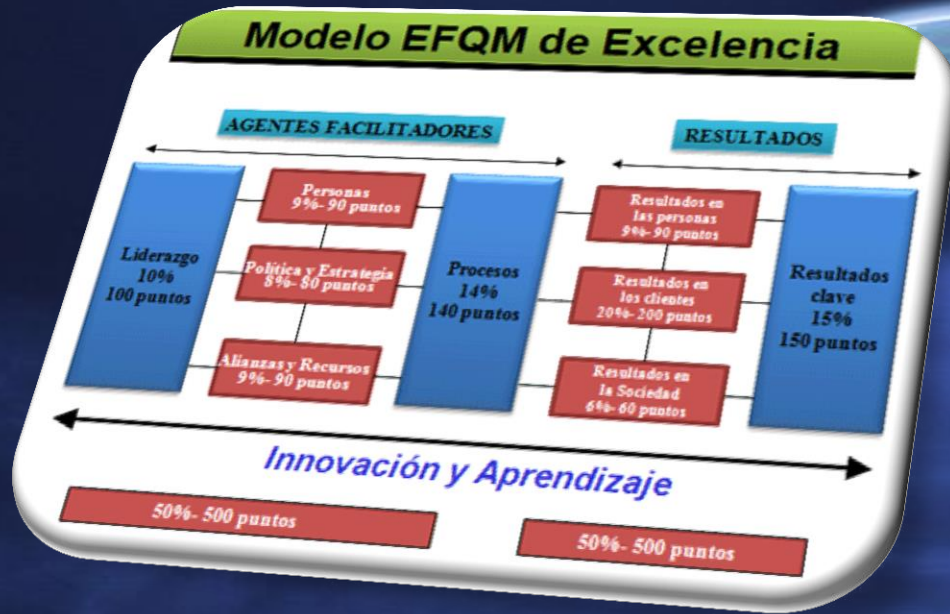 Modelo EFQM de Excelencia
AGENTES FACILITADORES
RESULTADOS
Liderazgo
10%
100 puntos
Personas
9%- 90 puntos
Política y Estrategia
8%- 80 puntos
Alianzas y Recursos
9%- 90 puntos
Procesos
14%
140 puntos
Resultados en
las personas
9%- 90 puntos
Resultados en
los clientes
20%- 200 puntos
Resultados en
la Sociedad
6%- 60 puntos
Resultados
clave
15%
150 puntos
Innovación y Aprendizaje
50%- 500 puntos
50%- 500 puntos